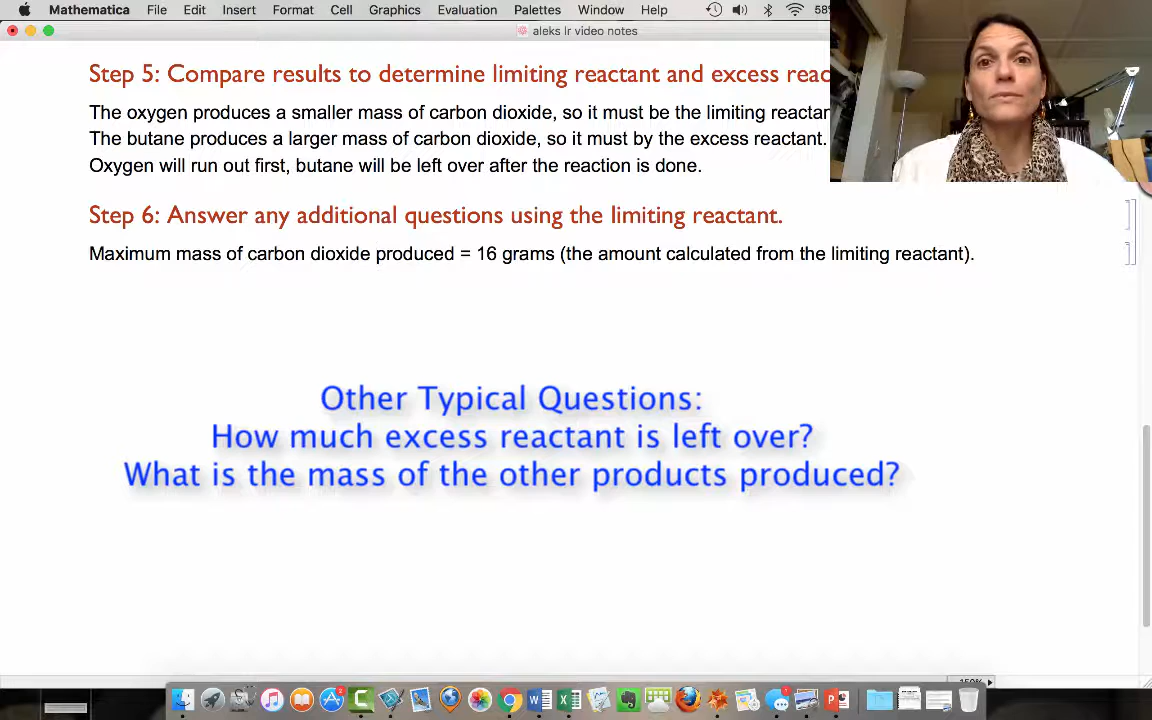 Mathematica File Edit Insert Format Cell Graphics Evaluation Palettes Window Help 58%
aleks lr video notes
Step 5: Compare results to determine limiting reactant and excess reac
The oxygen produces a smaller mass of carbon dioxide, so it must be the limiting reactan
The butane produces a larger mass of carbon dioxide, so it must by the excess reactant.
Oxygen will run out first, butane will be left over after the reaction is done.
Step 6: Answer any additional questions using the limiting reactant.
Maximum mass of carbon dioxide produced = 16 grams (the amount calculated from the limiting reactant).
Other Typical Questions:
How much excess reactant is left over?
What is the mass of the other products produced?